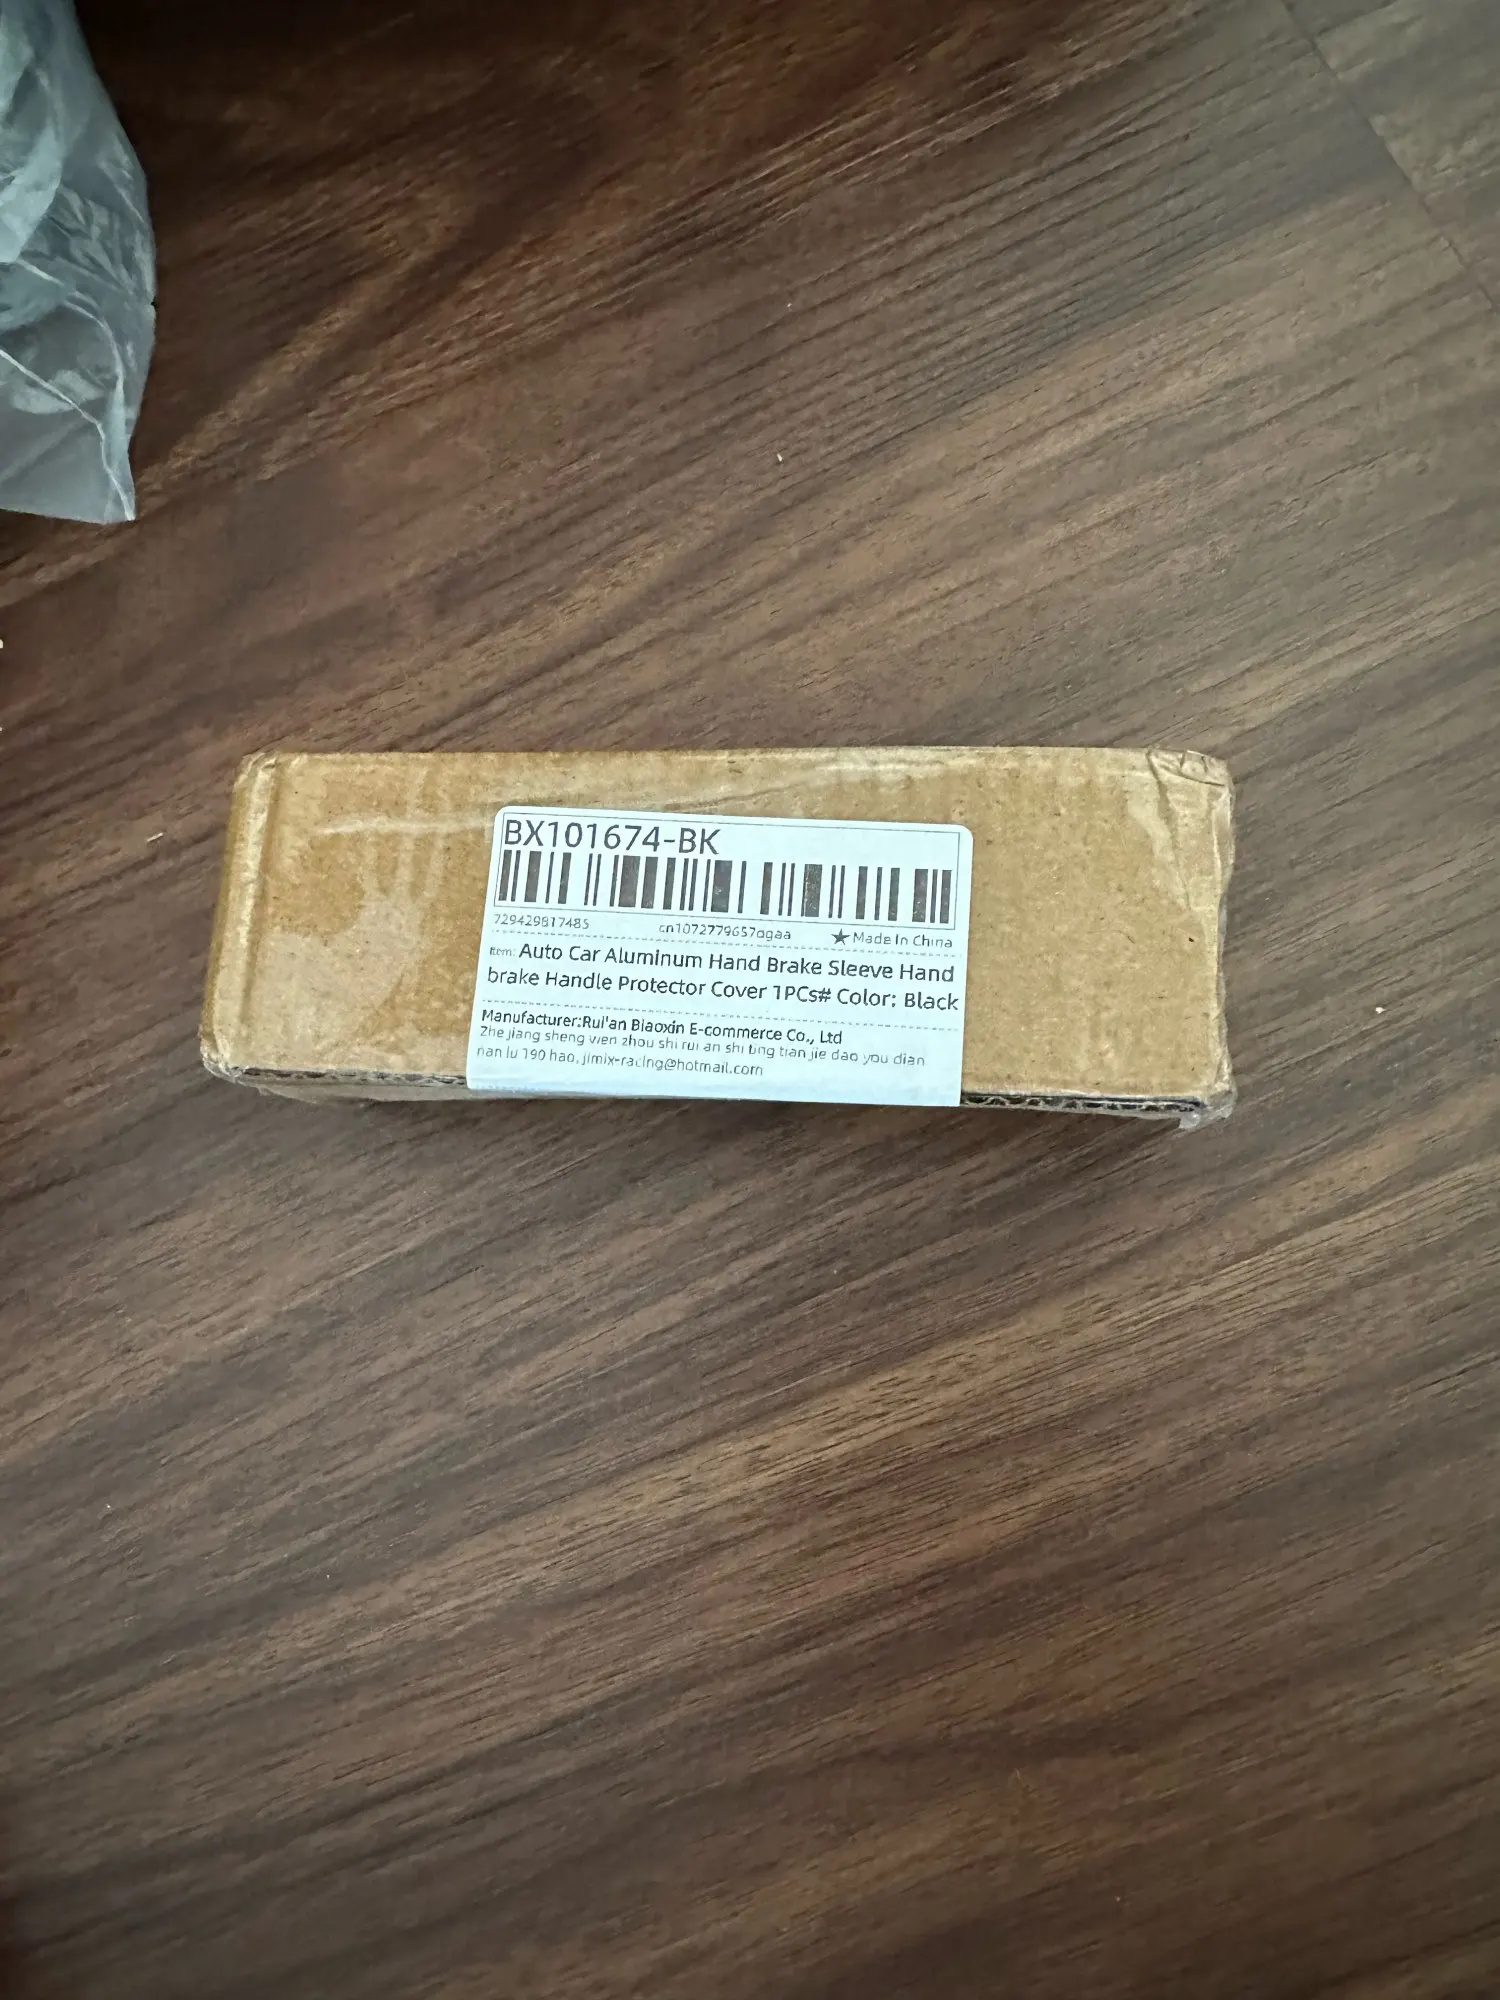 BX101674-BK
729429817485 cn1072779657qgaa ★Made In China
Item: Auto Car Aluminum Hand Brake Sleeve Hand
brake Handle Protector Cover 1PCs# Color: Black
Manufacturer:Rui'an Biaoxin E-commerce Co., Ltd
Zhe jiang sheng wen zhou shi rui an shi ting tian jie dao you dian
nan lu 190 hao, jimix-racing@hotmail.com